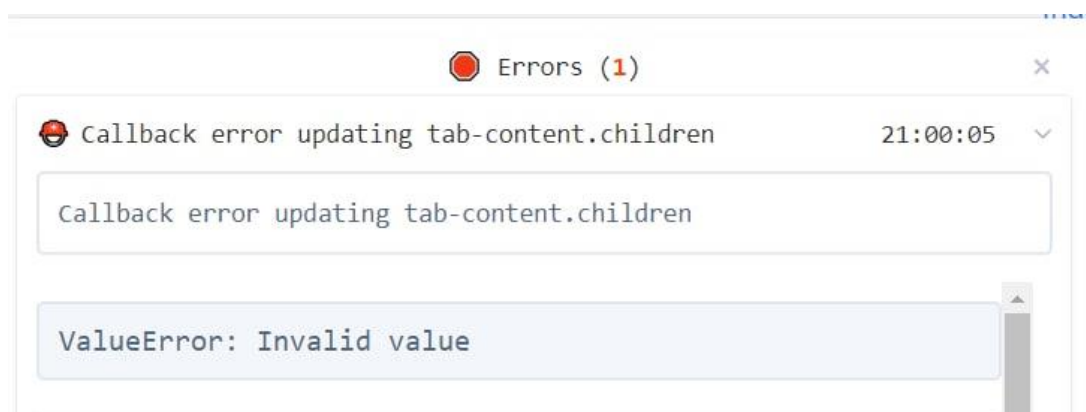 Errors (1)
×
Callback error updating tab-content.children 21:00:05
Callback error updating tab-content.children
ValueError: Invalid value